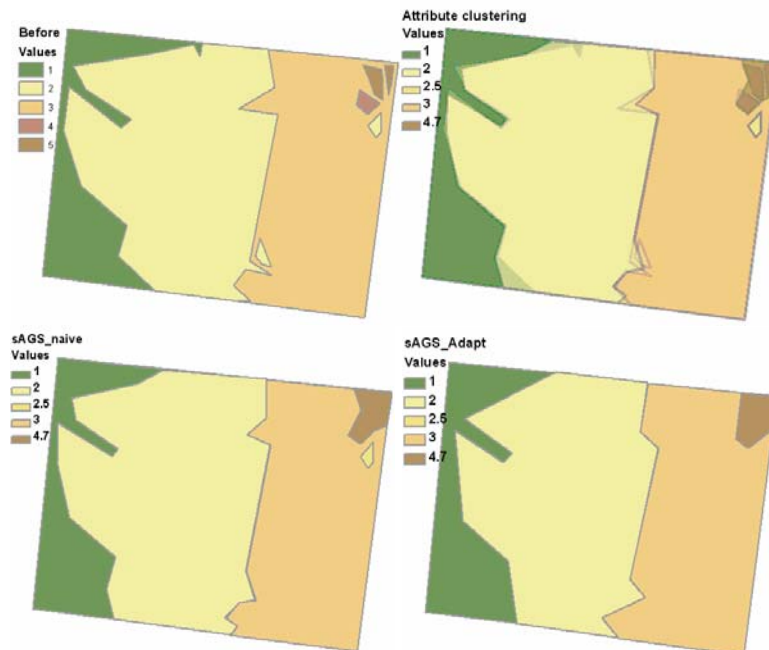 Before
Values
1
2
3
4
5
Attribute clustering
Values
1
2
2.5
3
4.7
sAGS_naive
Values
1
2
2.5
3
4.7
sAGS_Adapt
Values
1
2
2.5
3
4.7